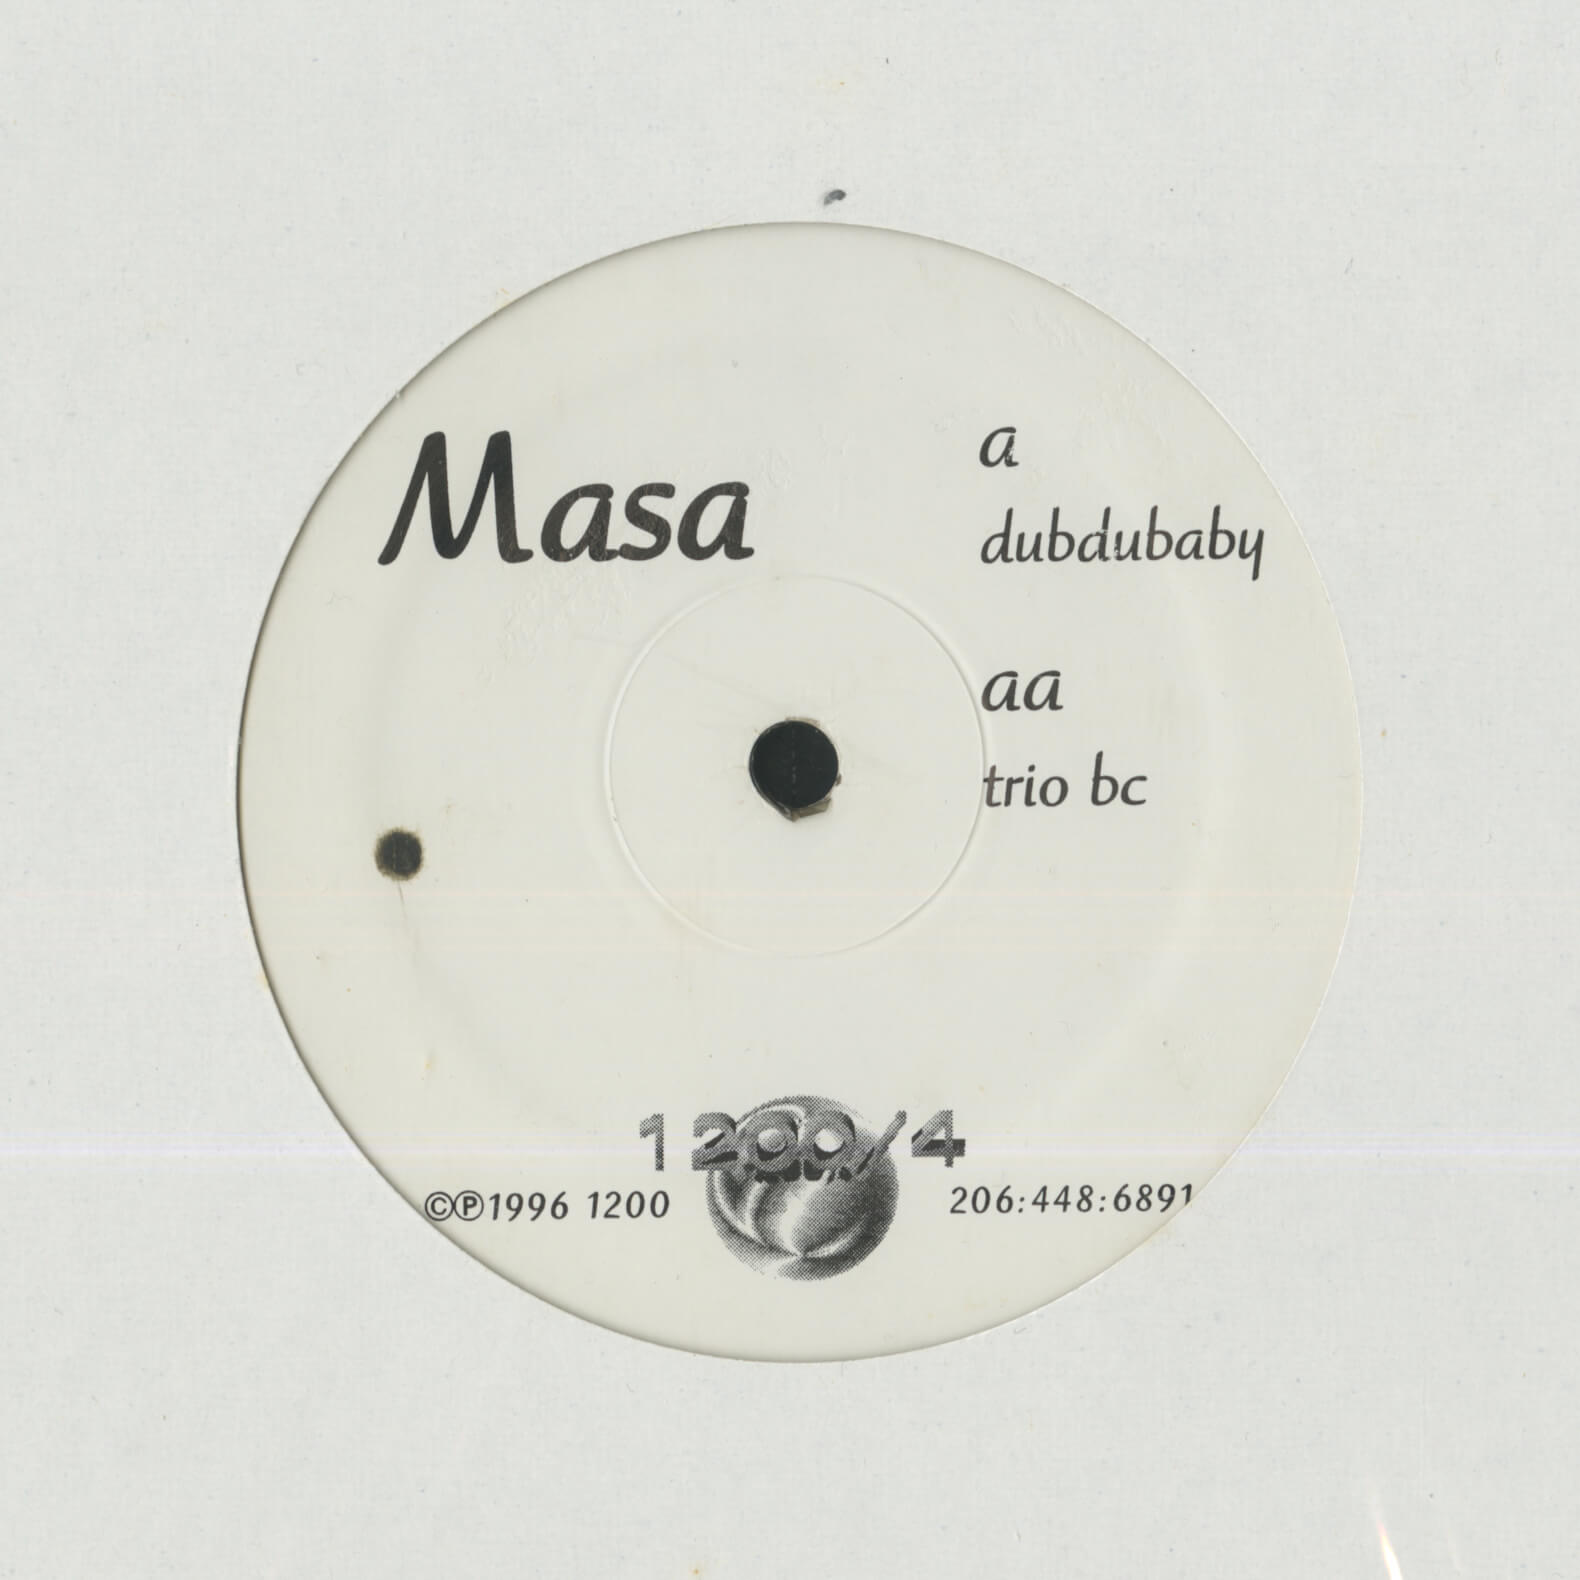 Masa
a
dubdubaby
aa
trio bc
1200/4
©℗1996 1200
206:448:6891